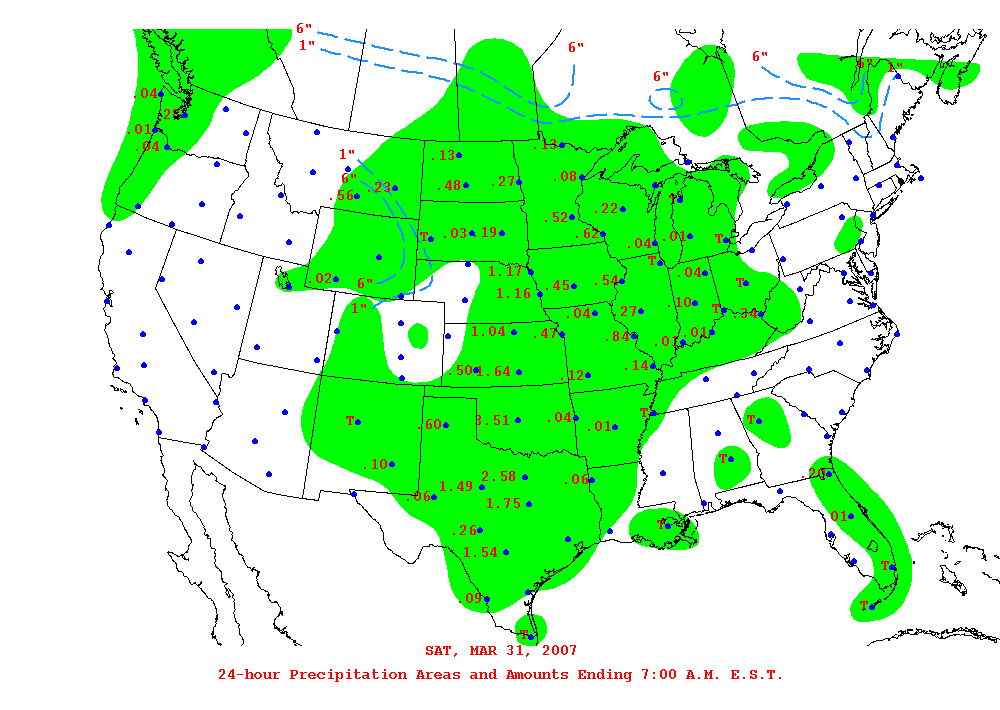 6"
1"
6"
6"
6"
6" 1"
.04
.2
.01
.04
1"
6"
.23
.56
.13
.13
.48 .27
.08
.52 .22
T
T .03 .19
.62
.04 .01 T
T
.02 6"
1.17
.04
T
1.16 .45 .54
1"
.10 T .34
.04 .27
1.04 .47 .84 .01 .01
.50 1.64 .12 .14
T .60 3.51 .04 .01 T T
.10
T
.06 1.49 2.58 .06 .20
1.75
.26 T .01
1.54
T
.09
T
T
SAT, MAR 31, 2007
24-hour Precipitation Areas and Amounts Ending 7:00 A.M. E.S.T.